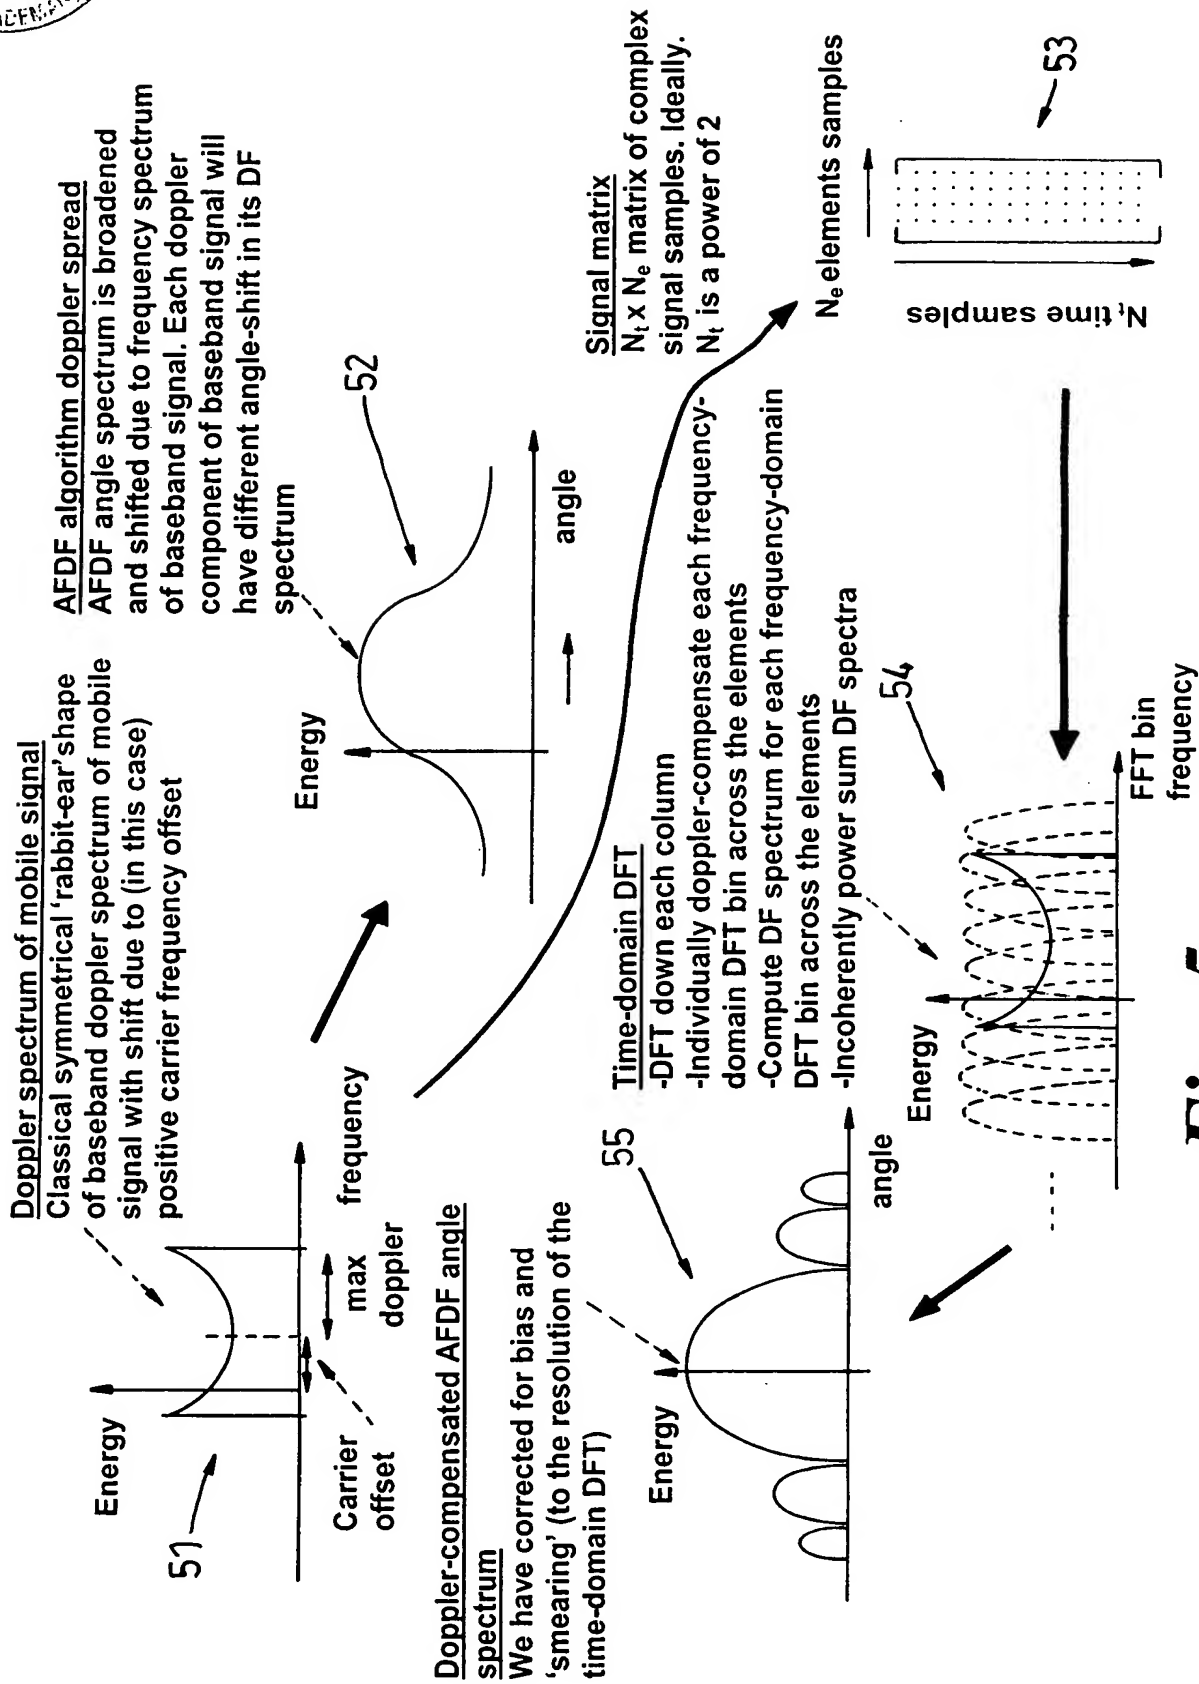 Doppler spectrum of mobile signal
Classical symmetrical 'rabbit-ear' shape
of baseband doppler spectrum of mobile
signal with shift due to (in this case)
positive carrier frequency offset
Energy
51
frequency
max
doppler
Carrier
offset
AFDF algorithm doppler spread
AFDF angle spectrum is broadened
and shifted due to frequency spectrum
of baseband signal. Each doppler
component of baseband signal will
have different angle-shift in its DF
spectrum
Energy
52
angle
Signal matrix
Nt x Ne matrix of complex
signal samples. Ideally.
Nt is a power of 2
Ne elements samples
Nt time samples
53
Time-domain DFT
-DFT down each column
-Individually doppler-compensate each frequency-
domain DFT bin across the elements
-Compute DF spectrum for each frequency-domain
DFT bin across the elements
-Incoherently power sum DF spectra
Energy
54
FFT bin
frequency
Doppler-compensated AFDF angle
spectrum
We have corrected for bias and
'smearing' (to the resolution of the
time-domain DFT)
Energy
55
angle